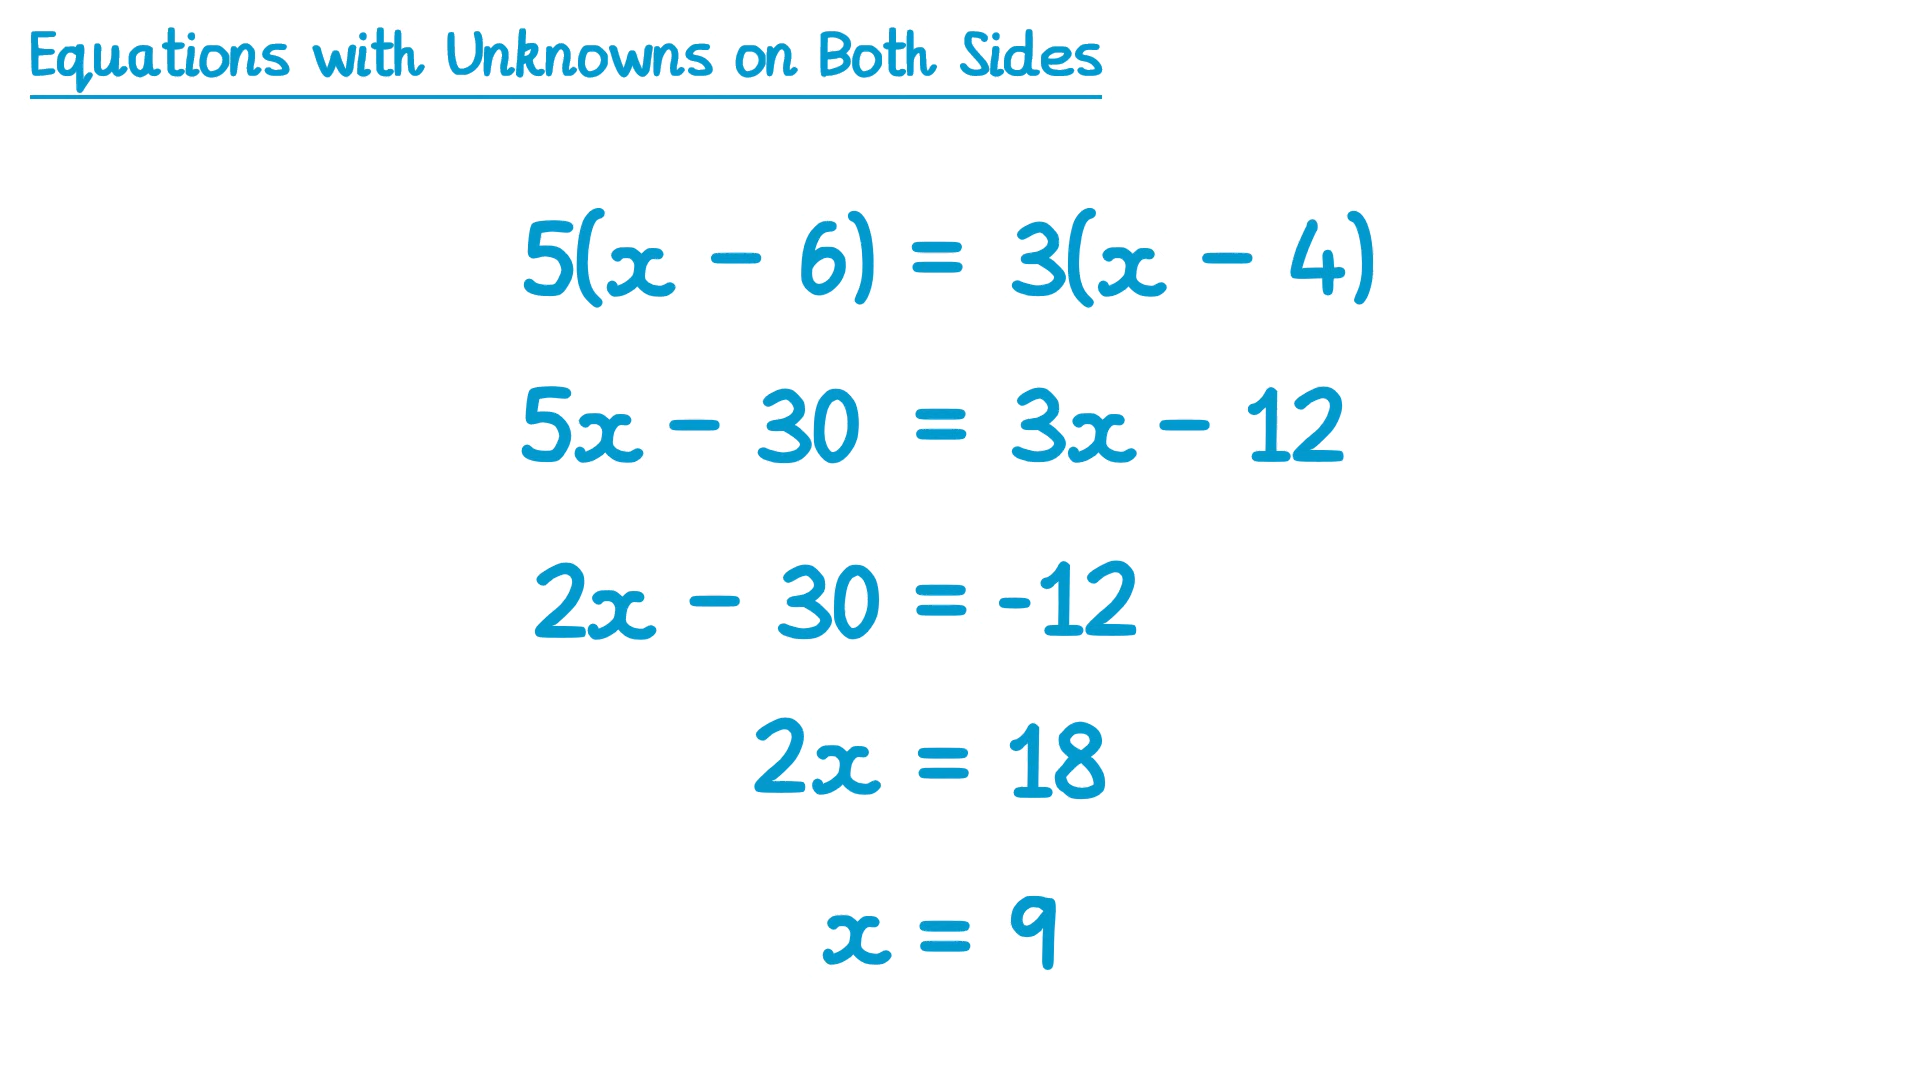 Equations with Unknowns on Both Sides
5(x − 6) = 3(x − 4)
5x − 30 = 3x − 12
2x − 30 = -12
2x = 18
x = 9